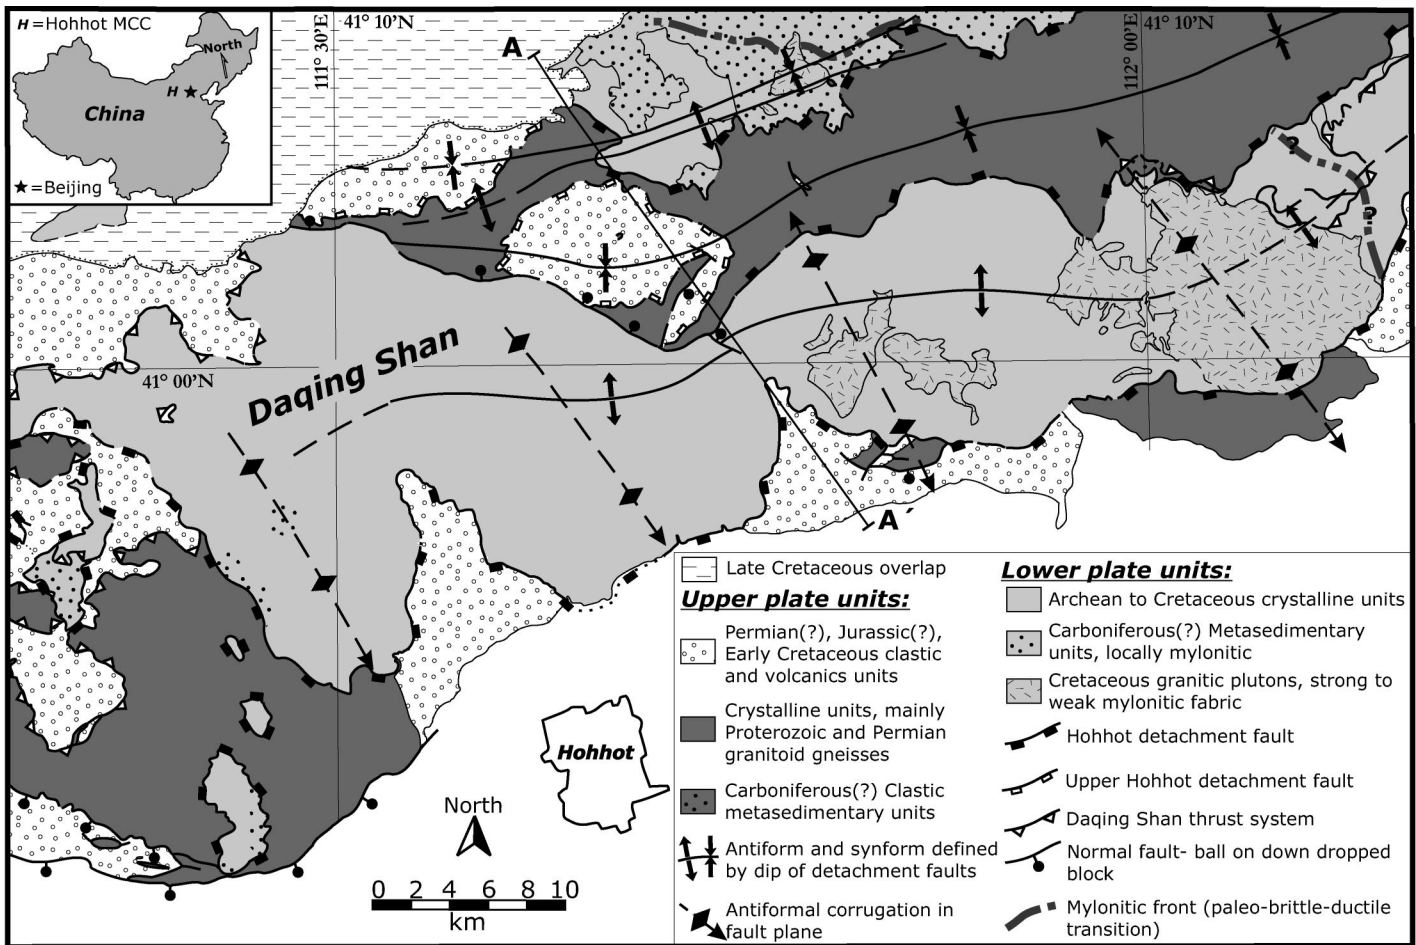 H =Hohhot MCC
North
H
China
=Beijing
111° 30'E
41° 10'N
A
112° 00'E
41° 10'N
?
?
Daqing Shan
41° 00'N
A´
Late Cretaceous overlap
Upper plate units:
Permian(?), Jurassic(?),
Early Cretaceous clastic
and volcanics units
Crystalline units, mainly
Proterozoic and Permian
granitoid gneisses
Carboniferous(?) Clastic
metasedimentary units
Antiform and synform defined
by dip of detachment faults
Antiformal corrugation in
fault plane
Lower plate units:
Archean to Cretaceous crystalline units
Carboniferous(?) Metasedimentary
units, locally mylonitic
Cretaceous granitic plutons, strong to
weak mylonitic fabric
Hohhot detachment fault
Upper Hohhot detachment fault
Daqing Shan thrust system
Normal fault- ball on down dropped
block
Mylonitic front (paleo-brittle-ductile
transition)
Hohhot
North
0 2 4 6 8 10
km